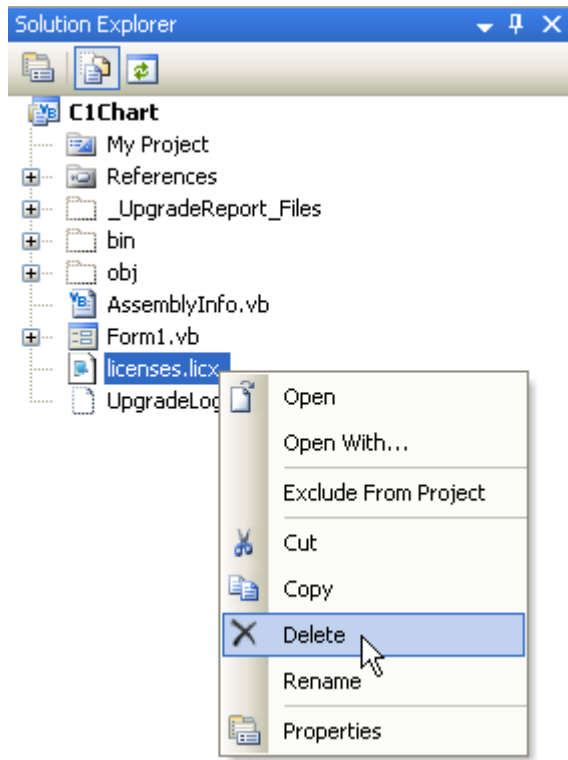 Solution Explorer
C1Chart
My Project
References
_UpgradeReport_Files
bin
obj
AssemblyInfo.vb
Form1.vb
licenses.licx
UpgradeLog
Open
Open With...
Exclude From Project
Cut
Copy
Delete
Rename
Properties